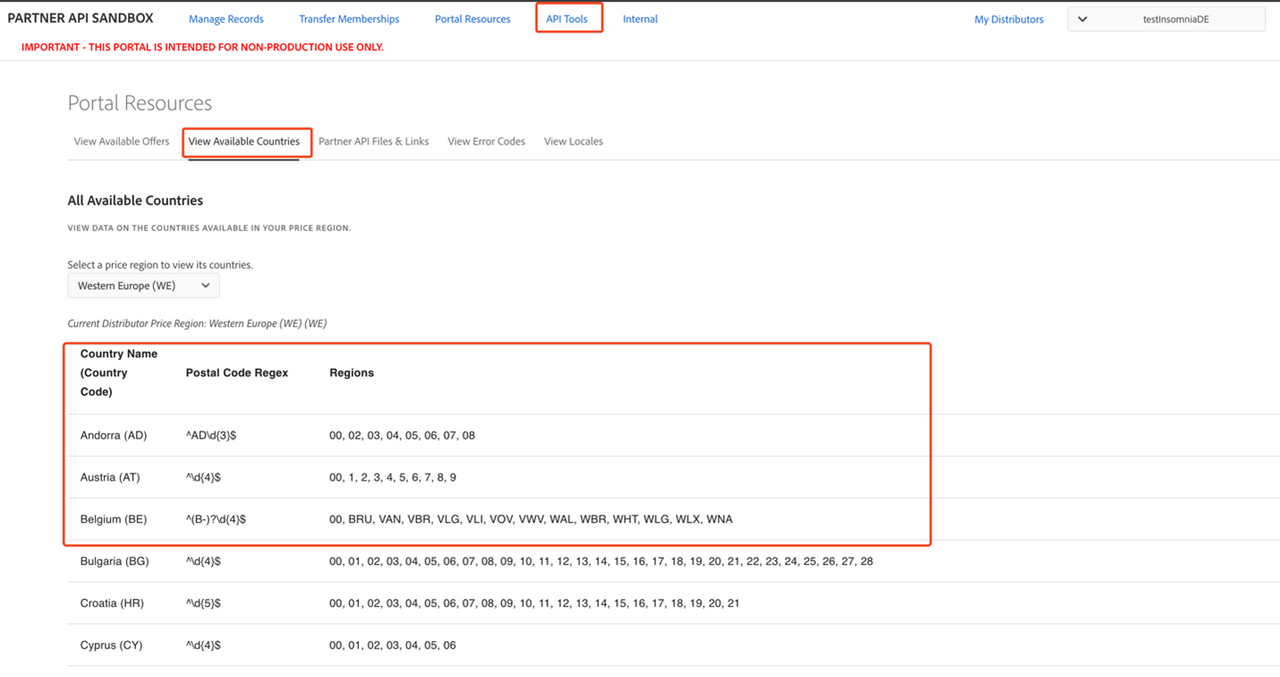 PARTNER API SANDBOX Manage Records Transfer Memberships Portal Resources API Tools Internal My Distributors testInsomniaDE
IMPORTANT - THIS PORTAL IS INTENDED FOR NON-PRODUCTION USE ONLY.
Portal Resources
View Available Offers View Available Countries Partner API Files & Links View Error Codes View Locales
All Available Countries
VIEW DATA ON THE COUNTRIES AVAILABLE IN YOUR PRICE REGION.
Select a price region to view its countries.
Western Europe (WE)
Current Distributor Price Region: Western Europe (WE) (WE)
Country Name
(Country Postal Code Regex Regions
Code)
Andorra (AD) ^AD\d{3}$ 00, 02, 03, 04, 05, 06, 07, 08
Austria (AT) ^\d{4}$ 00, 1, 2, 3, 4, 5, 6, 7, 8, 9
Belgium (BE) ^(B-)?\d{4}$ 00, BRU, VAN, VBR, VLG, VLI, VOV, VWV, WAL, WBR, WHT, WLG, WLX, WNA
Bulgaria (BG) ^\d{4}$ 00, 01, 02, 03, 04, 05, 06, 07, 08, 09, 10, 11, 12, 13, 14, 15, 16, 17, 18, 19, 20, 21, 22, 23, 24, 25, 26, 27, 28
Croatia (HR) ^\d{5}$ 00, 01, 02, 03, 04, 05, 06, 07, 08, 09, 10, 11, 12, 13, 14, 15, 16, 17, 18, 19, 20, 21
Cyprus (CY) ^\d{4}$ 00, 01, 02, 03, 04, 05, 06